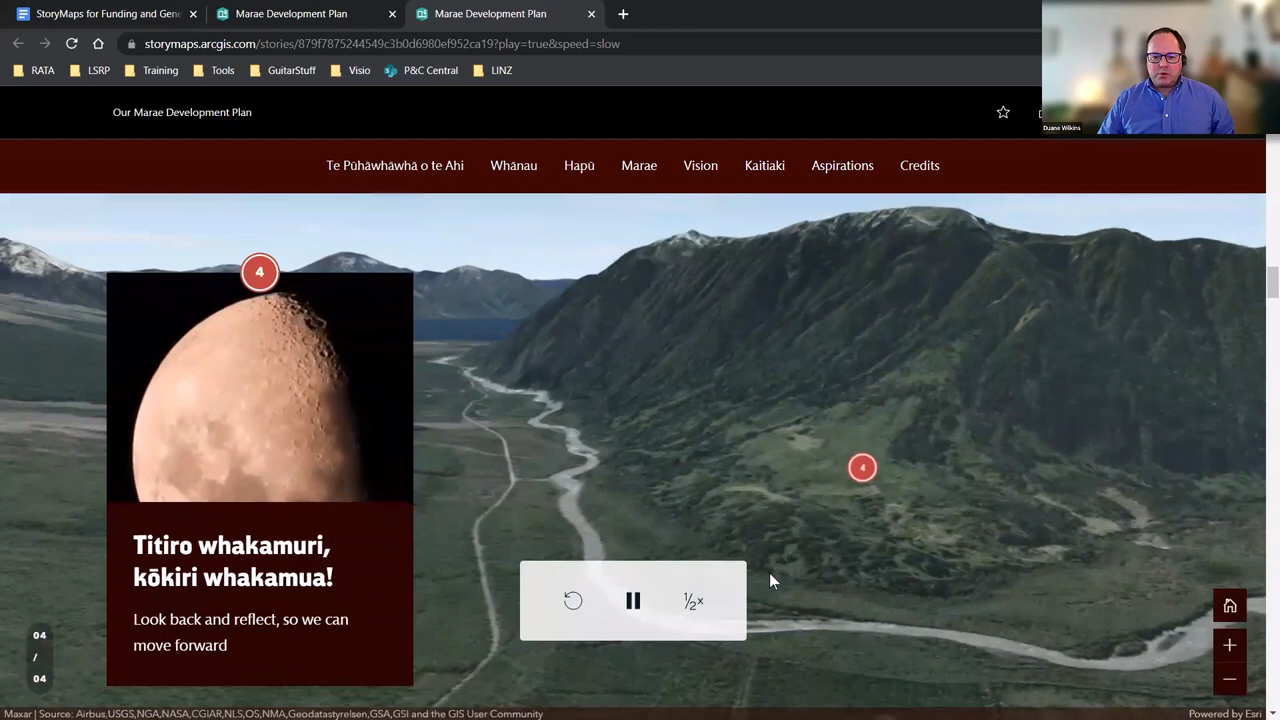 StoryMaps for Funding and Gene
Marae Development Plan
Marae Development Plan
storymaps.arcgis.com/stories/879f7875244549c3b0d6980ef952ca19?play=true&speed=slow
RATA
LSRP
Training
Tools
GuitarStuff
Visio
P&C Central
LINZ
Duane Wilkins
Our Marae Development Plan
Te Pūhāwhāwhā o te Ahi
Whānau
Hapū
Marae
Vision
Kaitiaki
Aspirations
Credits
4
4
Titiro whakamuri,
kōkiri whakamua!
Look back and reflect, so we can
move forward
½x
04
/
04
Maxar | Source: Airbus,USGS,NGA,NASA,CGIAR,NLS,OS,NMA,Geodatastyrelsen,GSA,GSI and the GIS User Community
Powered by Esri